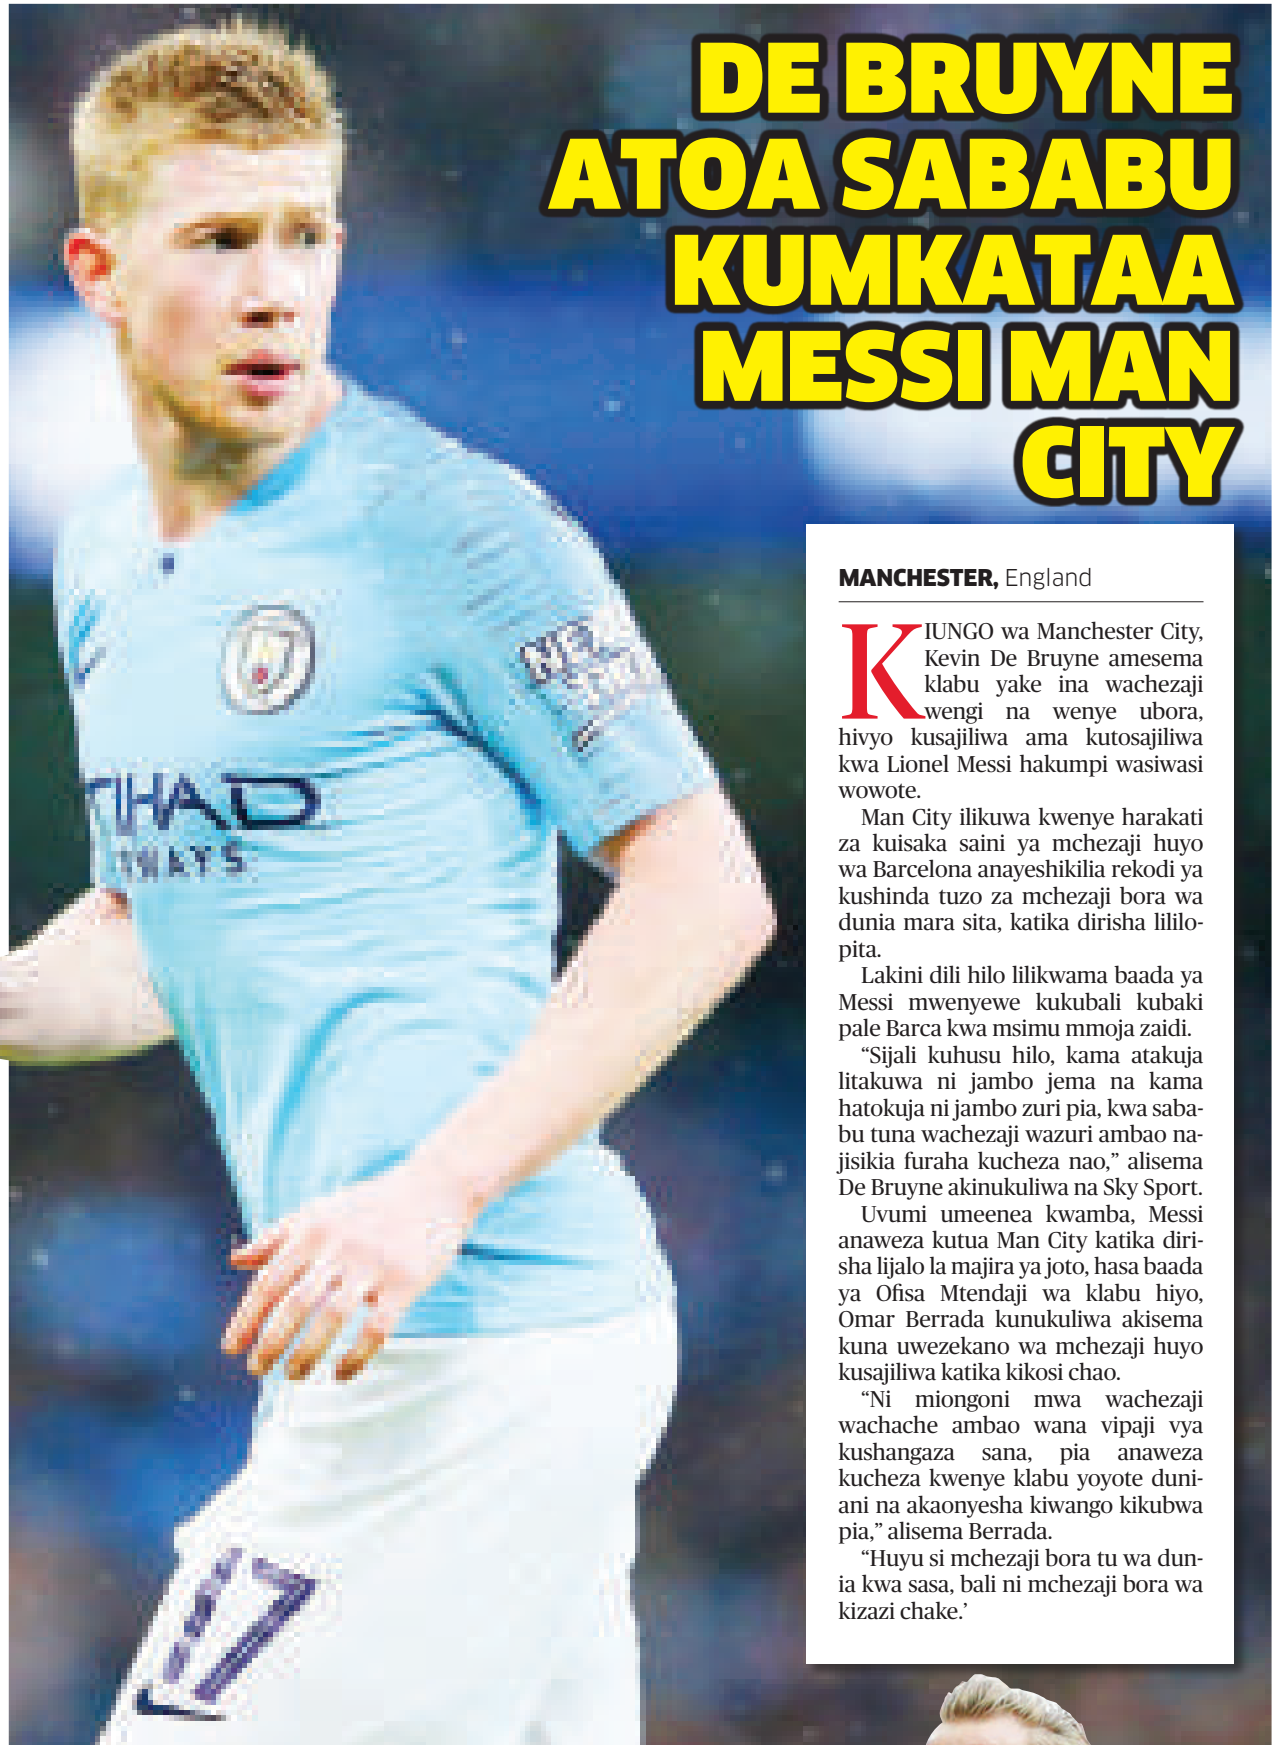 DE BRUYNE
ATOA SABABU
KUMKATAA
MESSI MAN
CITY
MANCHESTER, England
KIUNGO wa Manchester City,
Kevin De Bruyne amesema
klabu yake ina wachezaji
wengi na wenye ubora,
hivyo kusajiliwa ama kutosajiliwa
kwa Lionel Messi hakumpi wasiwasi
wowote.
Man City ilikuwa kwenye harakati
za kuisaka saini ya mchezaji huyo
wa Barcelona anayeshikilia rekodi ya
kushinda tuzo za mchezaji bora wa
dunia mara sita, katika dirisha lililo-
pita.
Lakini dili hilo lilikwama baada ya
Messi mwenyewe kukubali kubaki
pale Barca kwa msimu mmoja zaidi.
“Sijali kuhusu hilo, kama atakuja
litakuwa ni jambo jema na kama
hatokuja ni jambo zuri pia, kwa saba-
bu tuna wachezaji wazuri ambao na-
jisikia furaha kucheza nao,” alisema
De Bruyne akinukuliwa na Sky Sport.
Uvumi umeenea kwamba, Messi
anaweza kutua Man City katika diri-
sha lijalo la majira ya joto, hasa baada
ya Ofisa Mtendaji wa klabu hiyo,
Omar Berrada kunukuliwa akisema
kuna uwezekano wa mchezaji huyo
kusajiliwa katika kikosi chao.
“Ni miongoni mwa wachezaji
wachache ambao wana vipaji vya
kushangaza sana, pia anaweza
kucheza kwenye klabu yoyote duni-
ani na akaonyesha kiwango kikubwa
pia,” alisema Berrada.
“Huyu si mchezaji bora tu wa dun-
ia kwa sasa, bali ni mchezaji bora wa
kizazi chake.’
TIHAD
17